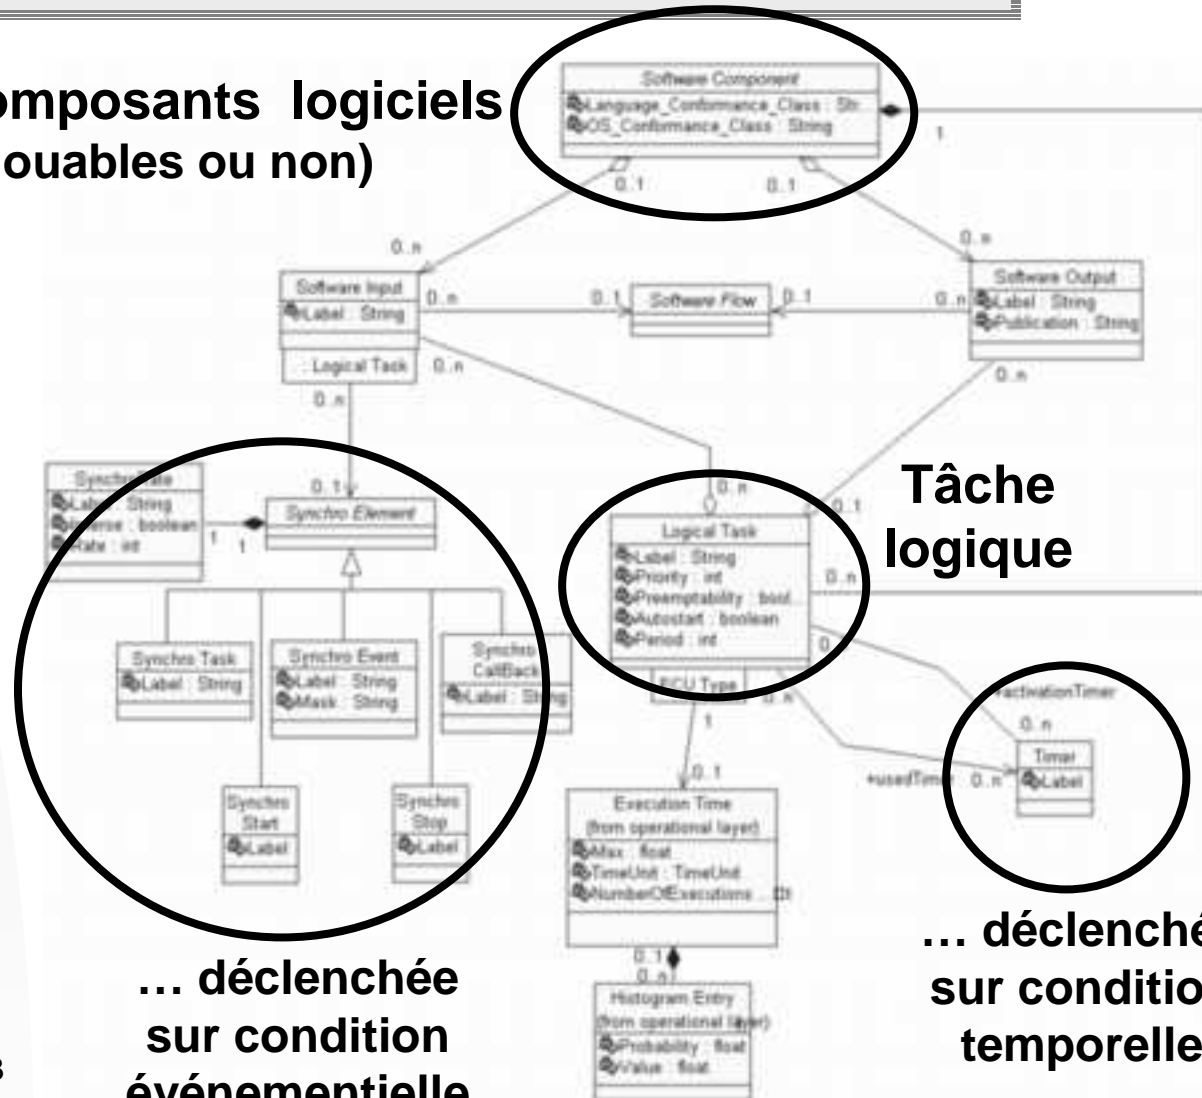 Software Component
Language_Conformance_Class : Str
OS_Conformance_Class : String
omposants logiciels
ouables ou non)
1
0..1
0..1
0..n
0..n
Software Input
Label : String
: Logical Task
0..n
0..1
Software Flow
0..1
0..n
Software Output
Label : String
Publication : String
0..n
0..n
0..n
0..1
Synchro Element
Label : String
: boolean
: int
1
1
0..n
0..1
Logical Task
Label : String
Priority : int
Preemptability : bool...
Autostart : boolean
Period : int
0..n
Tâche
logique
Synchro Task
Label : String
Synchro Event
Label : String
Mask : String
Synchro
CallBack
Label : String
Synchro
Start
Label
Synchro
Stop
Label
ECU Type
1
0..1
+activationTimer
0..n
Timer
Label
+usedTimer
0..n
Execution Time
(from operational layer)
Max : float
TimeUnit : TimeUnit
NumberOfExecutions
0..1
0..n
Histogram Entry
(from operational layer)
Probability : float
Value : float
… déclenchée
sur condition
événementielle
… déclenché
sur conditio
temporelle